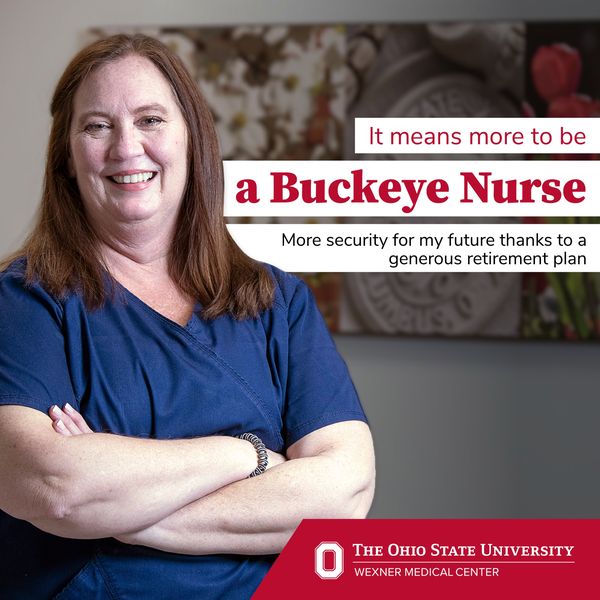 It means more to be
a Buckeye Nurse
More security for my future thanks to a
generous retirement plan
THE OHIO STATE UNIVERSITY
WEXNER MEDICAL CENTER